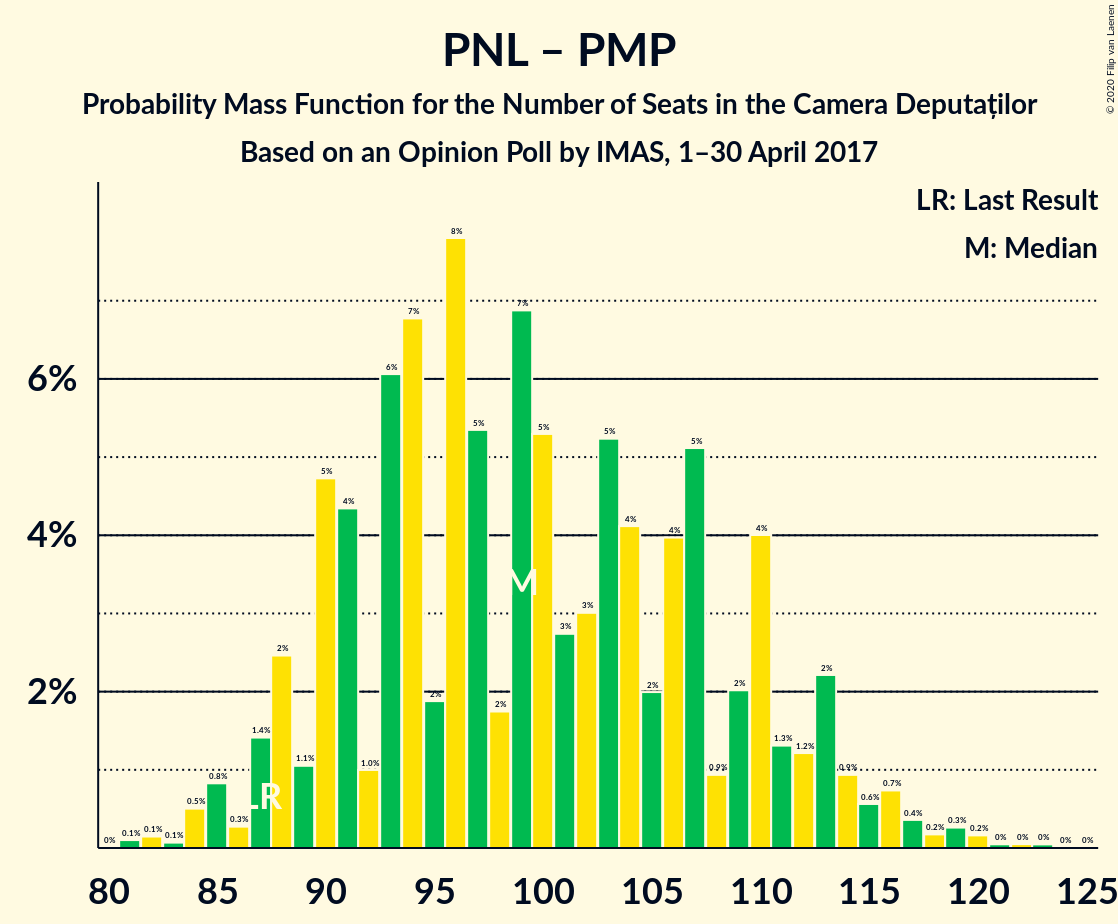 PNL – PMP
Probability Mass Function for the Number of Seats in the Camera Deputaților
Based on an Opinion Poll by IMAS, 1–30 April 2017
© 2020 Filip van Laenen
LR: Last Result
M: Median
6%
4%
2%
0% 0.1% 0.1% 0.1% 0.5% 0.8% 0.3% 1.4% 2% 1.1% 5% 4% 1.0% 6% 7% 2% 8% 5% 2% 7% 5% 3% 3% 5% 4% 2% 4% 5% 0.9% 2% 4% 1.3% 1.2% 2% 0.9% 0.6% 0.7% 0.4% 0.2% 0.3% 0.2% 0% 0% 0% 0% 0%
M
LR
80 85 90 95 100 105 110 115 120 125